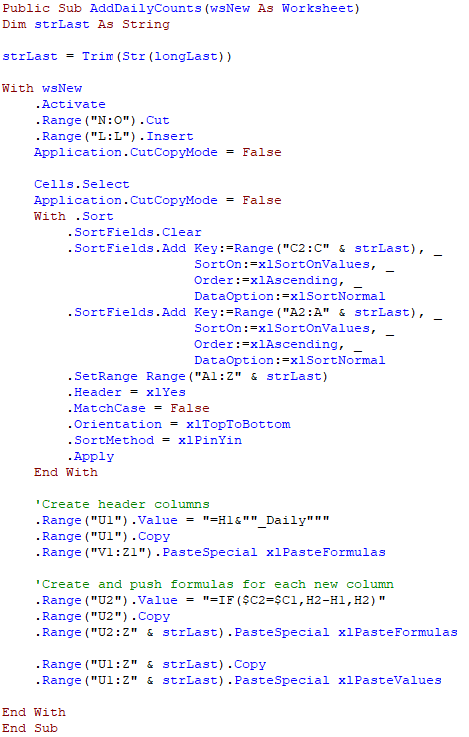 Public Sub AddDailyCounts(wsNew As Worksheet)
Dim strLast As String
strLast = Trim(Str(longLast))
With wsNew
.Activate
.Range("N:O").Cut
.Range("L:L").Insert
Application.CutCopyMode = False
Cells.Select
Application.CutCopyMode = False
With .Sort
.SortFields.Clear
.SortFields.Add Key:=Range("C2:C" & strLast), _
SortOn:=xlSortOnValues, _
Order:=xlAscending, _
DataOption:=xlSortNormal
.SortFields.Add Key:=Range("A2:A" & strLast), _
SortOn:=xlSortOnValues, _
Order:=xlAscending, _
DataOption:=xlSortNormal
.SetRange Range("A1:Z" & strLast)
.Header = xlYes
.MatchCase = False
.Orientation = xlTopToBottom
.SortMethod = xlPinYin
.Apply
End With
'Create header columns
.Range("U1").Value = "=H1&""_Daily"""
.Range("U1").Copy
.Range("V1:Z1").PasteSpecial xlPasteFormulas
'Create and push formulas for each new column
.Range("U2").Value = "=IF($C2=$C1,H2-H1,H2)"
.Range("U2").Copy
.Range("U2:Z" & strLast).PasteSpecial xlPasteFormulas
.Range("U1:Z" & strLast).Copy
.Range("U1:Z" & strLast).PasteSpecial xlPasteValues
End With
End Sub